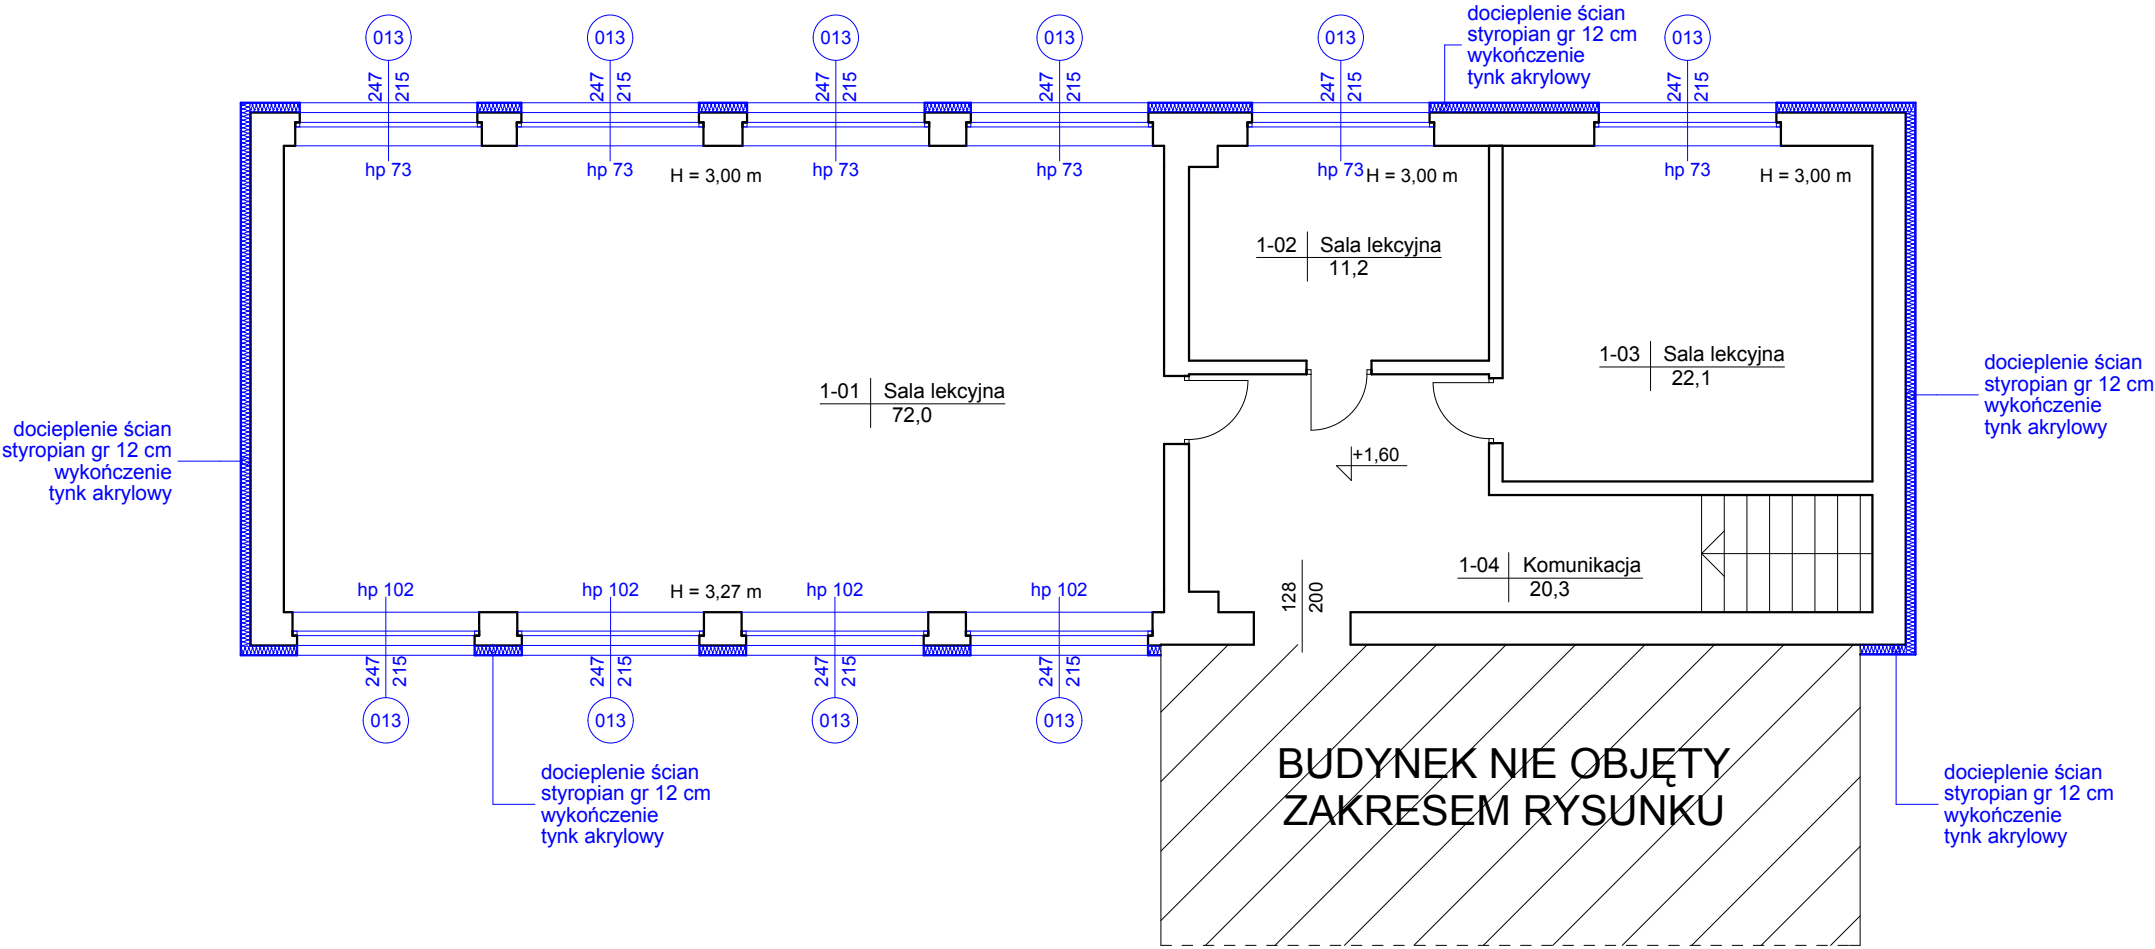 docieplenie ścian
styropian gr 12 cm
wykończenie
tynk akrylowy
013
013
013
013
013
013
247
215
247
215
247
215
247
215
247
215
247
215
hp 73
hp 73
H = 3,00 m
hp 73
hp 73
hp 73
H = 3,00 m
hp 73
H = 3,00 m
1-02 Sala lekcyjna
11,2
1-03 Sala lekcyjna
22,1
1-01 Sala lekcyjna
72,0
docieplenie ścian
styropian gr 12 cm
wykończenie
tynk akrylowy
docieplenie ścian
styropian gr 12 cm
wykończenie
tynk akrylowy
+1,60
1-04 Komunikacja
20,3
128
200
hp 102
hp 102
H = 3,27 m
hp 102
hp 102
247
215
247
215
247
215
247
215
013
013
013
013
docieplenie ścian
styropian gr 12 cm
wykończenie
tynk akrylowy
BUDYNEK NIE OBJĘTY
ZAKRESEM RYSUNKU
docieplenie ścian
styropian gr 12 cm
wykończenie
tynk akrylowy